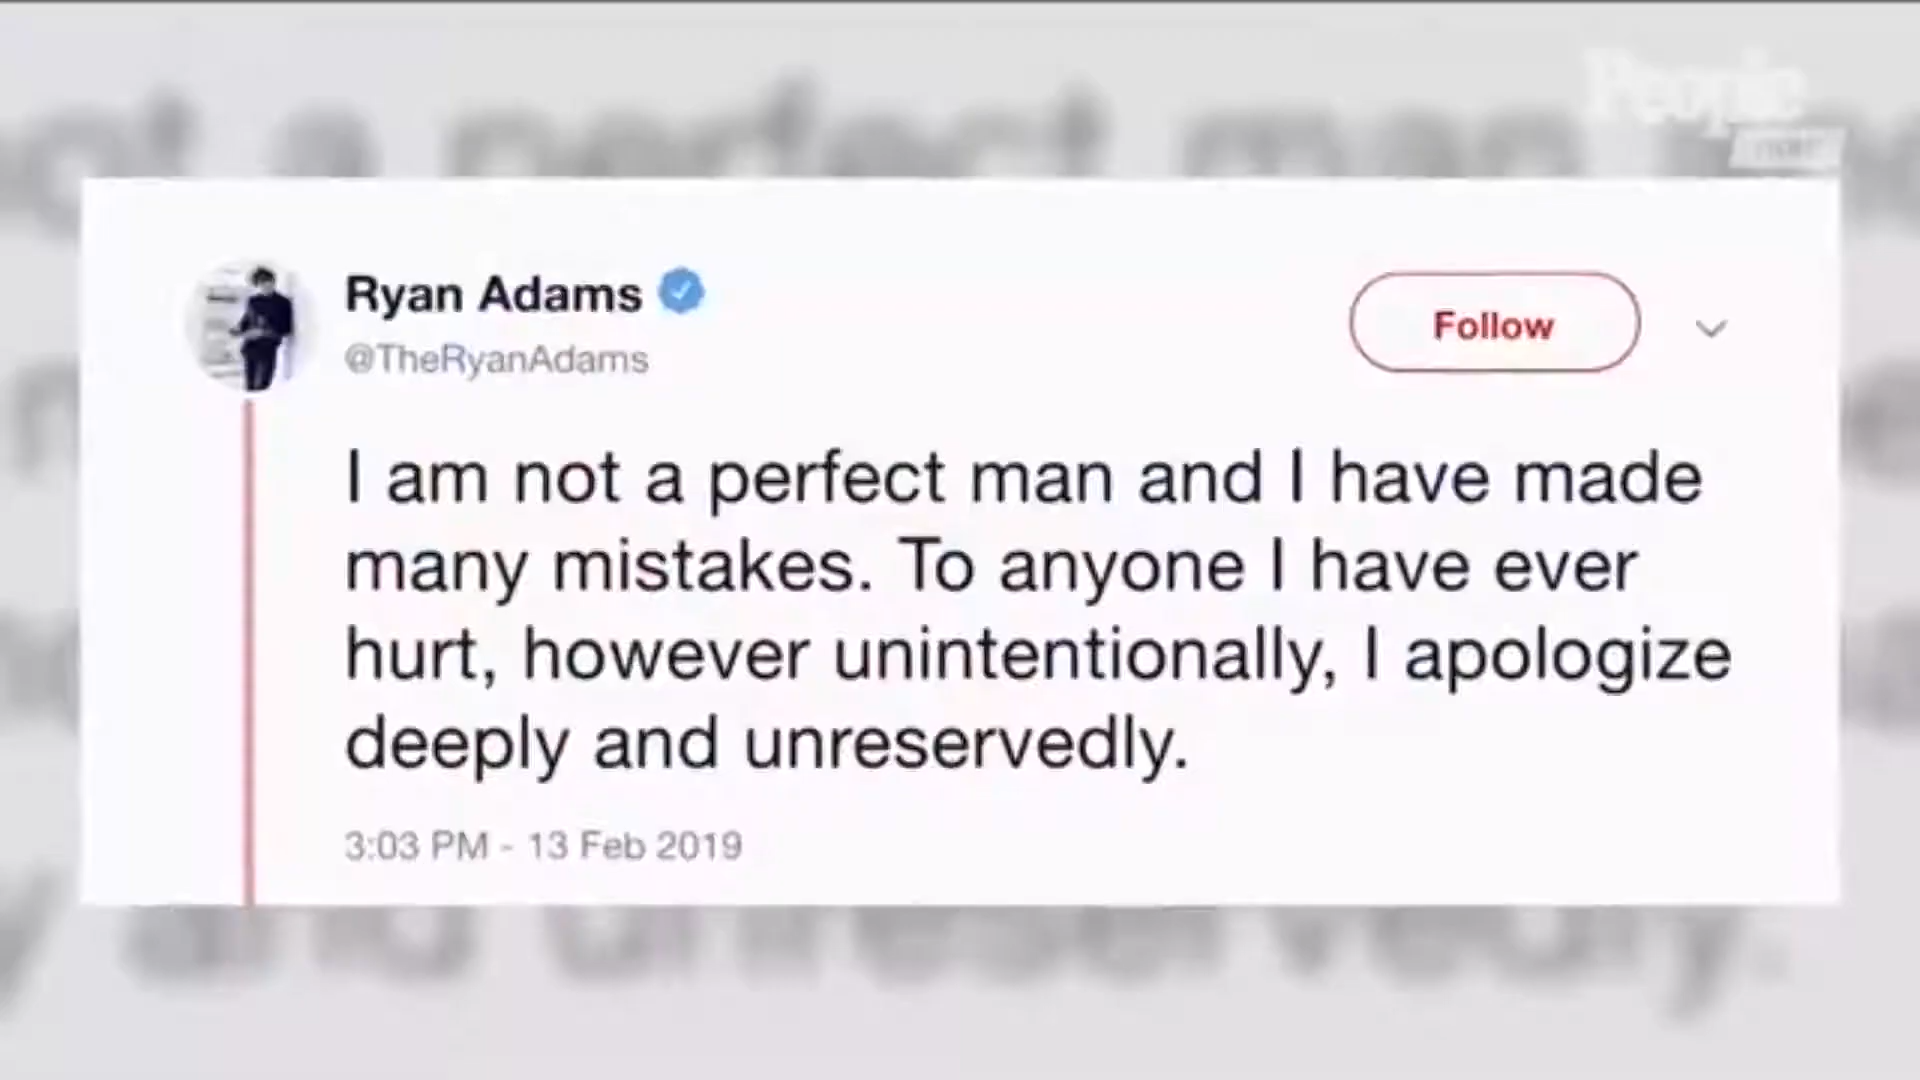 People
Ryan Adams
@TheRyanAdams
Follow
I am not a perfect man and I have made
many mistakes. To anyone I have ever
hurt, however unintentionally, I apologize
deeply and unreservedly.
3:03 PM - 13 Feb 2019